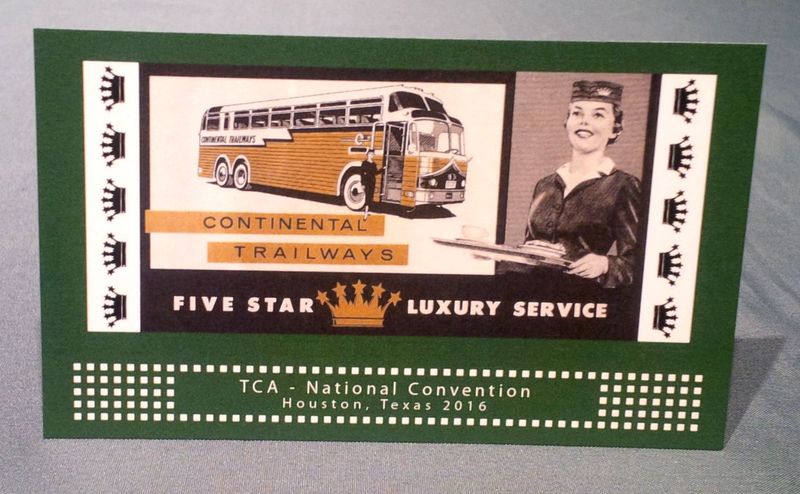 CONTINENTAL TRAILWAYS
CONTINENTAL
TRAILWAYS
FIVE STAR LUXURY SERVICE
TCA - National Convention
Houston, Texas 2016